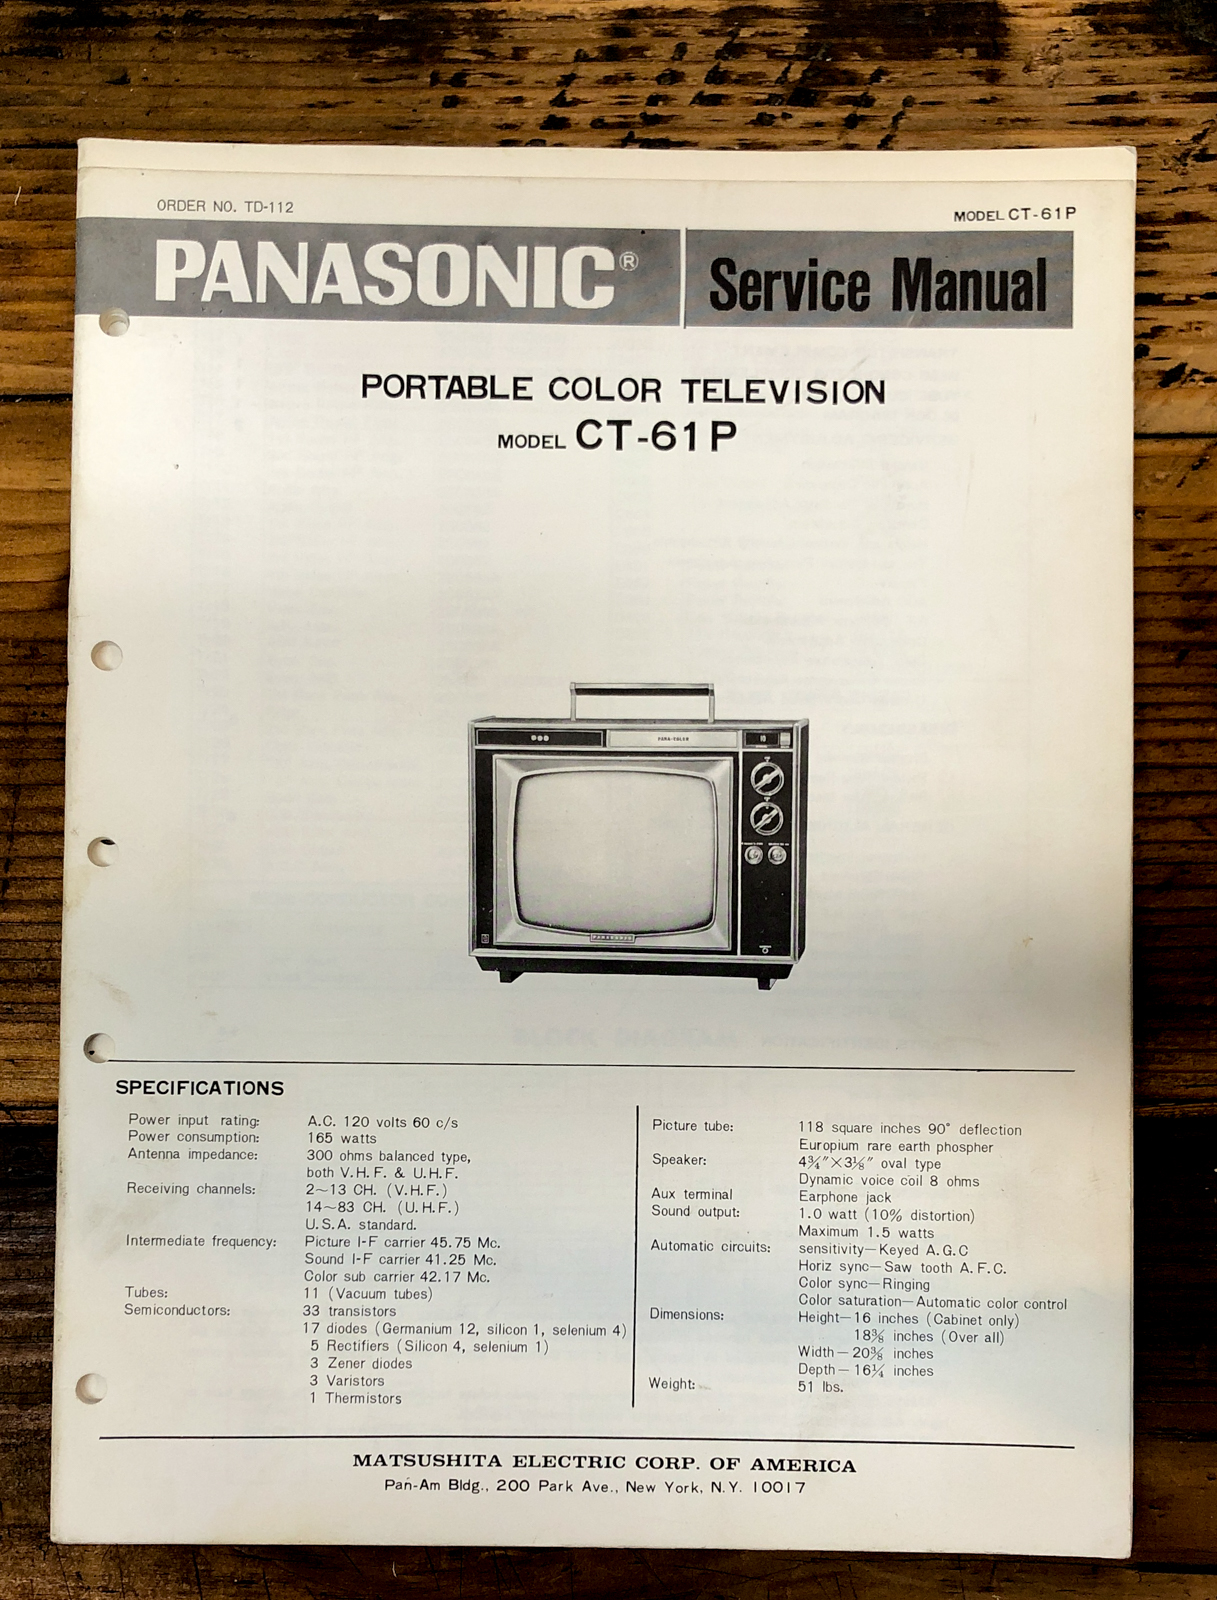 ORDER NO. TD-112
MODEL CT-61P
PANASONIC®
Service Manual
PORTABLE COLOR TELEVISION
MODEL CT-61P
PANA-COLOR
PANASONIC
SPECIFICATIONS
Power input rating: A.C. 120 volts 60 c/s
Power consumption: 165 watts
Antenna impedance: 300 ohms balanced type,
both V.H.F. & U.H.F.
Receiving channels: 2~13 CH. (V.H.F.)
14~83 CH. (U.H.F.)
U.S.A. standard.
Intermediate frequency: Picture I-F carrier 45.75 Mc.
Sound I-F carrier 41.25 Mc.
Color sub carrier 42.17 Mc.
Tubes: 11 (Vacuum tubes)
Semiconductors: 33 transistors
17 diodes (Germanium 12, silicon 1, selenium 4)
5 Rectifiers (Silicon 4, selenium 1)
3 Zener diodes
3 Varistors
1 Thermistors
Picture tube: 118 square inches 90° deflection
Europium rare earth phospher
Speaker: 4¾"×3⅛" oval type
Dynamic voice coil 8 ohms
Aux terminal Earphone jack
Sound output: 1.0 watt (10% distortion)
Maximum 1.5 watts
Automatic circuits: sensitivity—Keyed A.G.C
Horiz sync—Saw tooth A.F.C.
Color sync—Ringing
Color saturation—Automatic color control
Dimensions: Height—16 inches (Cabinet only)
18⅜ inches (Over all)
Width—20⅜ inches
Depth—16¼ inches
Weight: 51 lbs.
MATSUSHITA ELECTRIC CORP. OF AMERICA
Pan-Am Bldg., 200 Park Ave., New York, N.Y. 10017